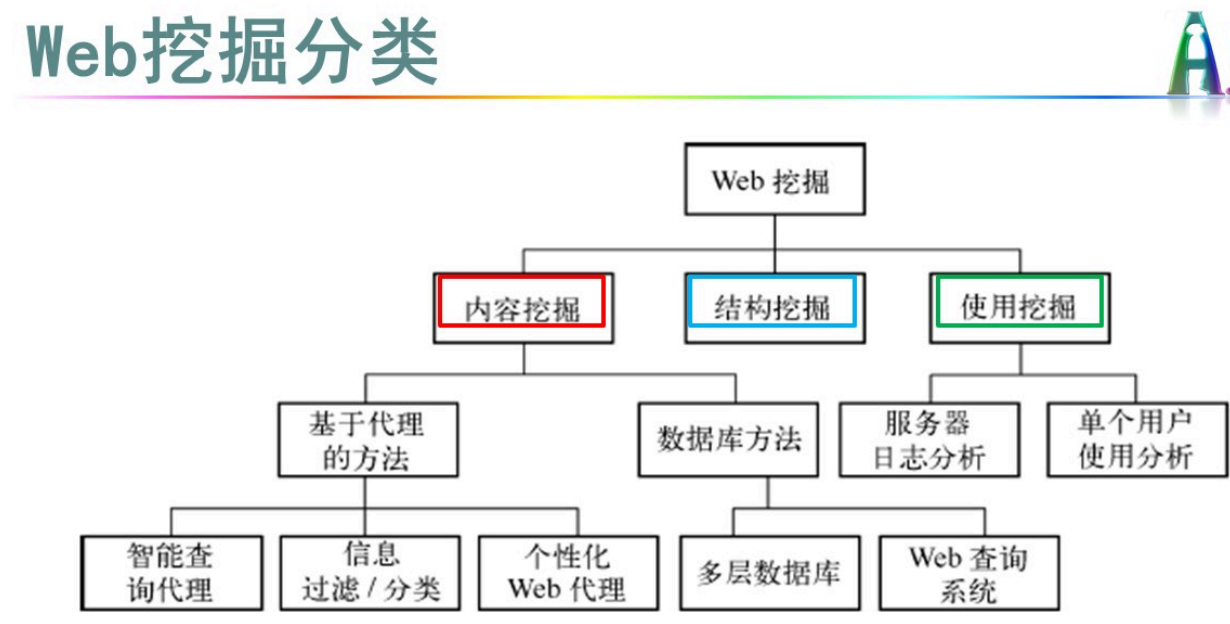 Web挖掘分类
Web 挖掘
内容挖掘
结构挖掘
使用挖掘
基于代理
的方法
数据库方法
服务器
日志分析
单个用户
使用分析
智能查
询代理
信息
过滤 / 分类
个性化
Web 代理
多层数据库
Web 查询
系统